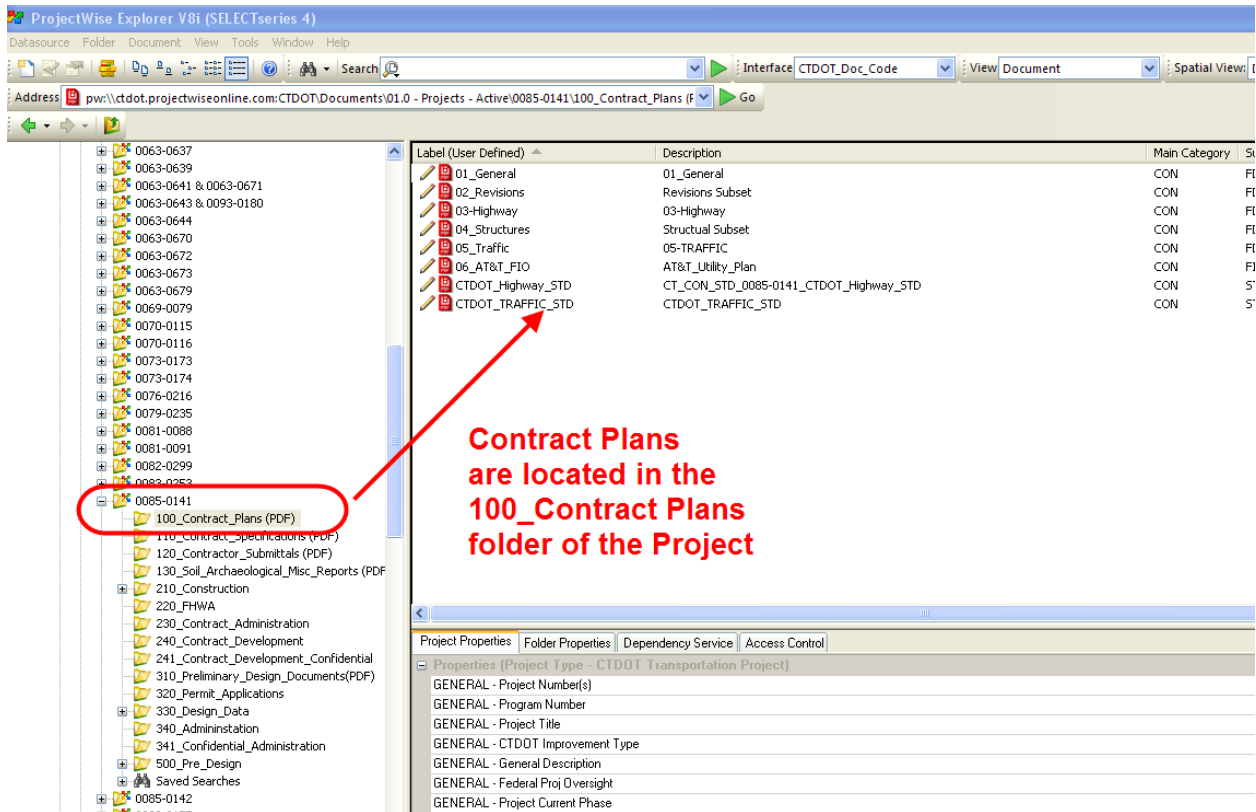 ProjectWise Explorer V8i (SELECTseries 4)
Datasource Folder Document View Tools Window Help
Search Interface CTDOT_Doc_Code View Document Spatial View:
Address pw:\\ctdot.projectwiseonline.com:CTDOT\Documents\01.0 - Projects - Active\0085-0141\100_Contract_Plans (F Go
0063-0637
0063-0639
0063-0641 & 0063-0671
0063-0643 & 0093-0180
0063-0644
0063-0670
0063-0672
0063-0673
0063-0679
0069-0079
0070-0115
0070-0116
0073-0173
0073-0174
0076-0216
0079-0235
0081-0088
0081-0091
0082-0299
0083-0253
0085-0141
100_Contract_Plans (PDF)
110_Contract_Specifications (PDF)
120_Contractor_Submittals (PDF)
130_Soil_Archaeological_Misc_Reports (PDF
210_Construction
220_FHWA
230_Contract_Administration
240_Contract_Development
241_Contract_Development_Confidential
310_Preliminary_Design_Documents(PDF)
320_Permit_Applications
330_Design_Data
340_Admininstation
341_Confidential_Administration
500_Pre_Design
Saved Searches
0085-0142
Label (User Defined) Description Main Category
01_General 01_General CON
02_Revisions Revisions Subset CON
03-Highway 03-Highway CON
04_Structures Structual Subset CON
05_Traffic 05-TRAFFIC CON
06_AT&T_FIO AT&T_Utility_Plan CON
CTDOT_Highway_STD CT_CON_STD_0085-0141_CTDOT_Highway_STD CON
CTDOT_TRAFFIC_STD CTDOT_TRAFFIC_STD CON
Contract Plans
are located in the
100_Contract Plans
folder of the Project
Project Properties Folder Properties Dependency Service Access Control
Properties (Project Type - CTDOT Transportation Project)
GENERAL - Project Number(s)
GENERAL - Program Number
GENERAL - Project Title
GENERAL - CTDOT Improvement Type
GENERAL - General Description
GENERAL - Federal Proj Oversight
GENERAL - Project Current Phase